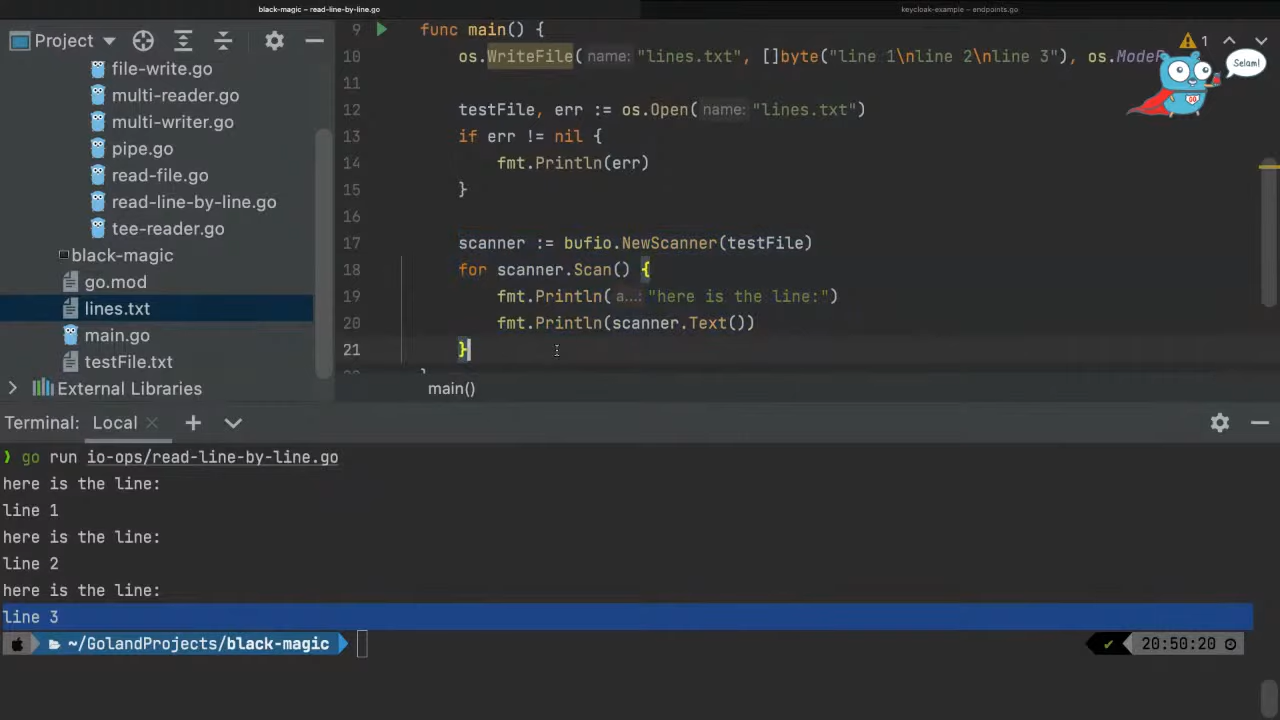 black-magic – read-line-by-line.go
keycloak-example – endpoints.go
Project
file-write.go
multi-reader.go
multi-writer.go
pipe.go
read-file.go
read-line-by-line.go
tee-reader.go
black-magic
go.mod
lines.txt
main.go
testFile.txt
External Libraries
9 func main() {
10 os.WriteFile( name: "lines.txt", []byte("line 1\nline 2\nline 3"), os.ModeP
11
12 testFile, err := os.Open( name: "lines.txt")
13 if err != nil {
14 fmt.Println(err)
15 }
16
17 scanner := bufio.NewScanner(testFile)
18 for scanner.Scan() {
19 fmt.Println( a...: "here is the line:")
20 fmt.Println(scanner.Text())
21 }
1
Selam!
main()
Terminal: Local
❯ go run io-ops/read-line-by-line.go
here is the line:
line 1
here is the line:
line 2
here is the line:
line 3
~/GolandProjects/black-magic
✔ 20:50:20